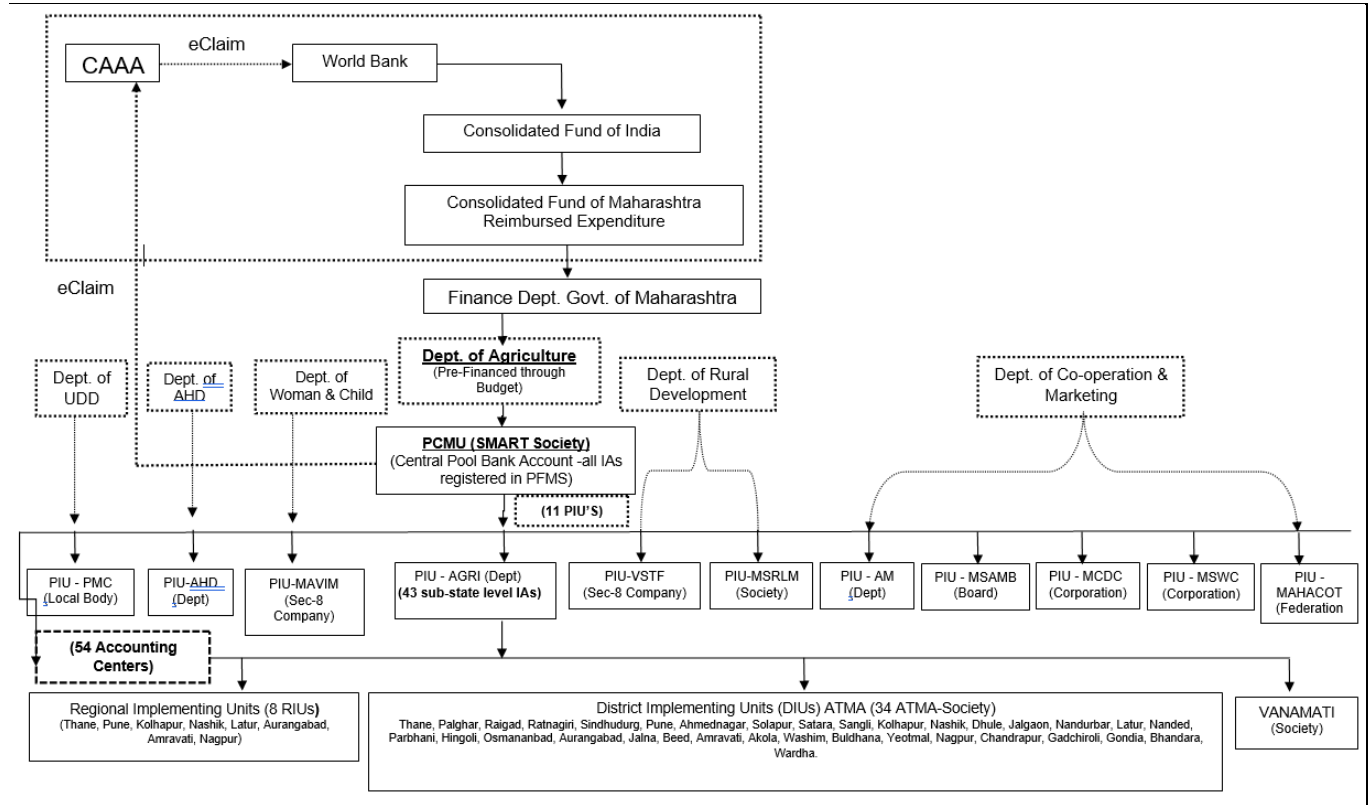 eClaim
CAAA
World Bank
Consolidated Fund of India
Consolidated Fund of Maharashtra
Reimbursed Expenditure
eClaim
Finance Dept. Govt. of Maharashtra
Dept. of
UDD
Dept. of
AHD
Dept. of
Woman & Child
Dept. of Agriculture
(Pre-Financed through
Budget)
Dept. of Rural
Development
Dept. of Co-operation &
Marketing
PCMU (SMART Society)
(Central Pool Bank Account -all IAs
registered in PFMS)
(11 PIU'S)
PIU - PMC
(Local Body)
PIU-AHD
(Dept)
PIU-MAVIM
(Sec-8
Company)
PIU - AGRI (Dept)
(43 sub-state level IAs)
PIU-VSTF
(Sec-8 Company)
PIU-MSRLM
(Society)
PIU - AM
(Dept)
PIU - MSAMB
(Board)
PIU - MCDC
(Corporation)
PIU - MSWC
(Corporation)
PIU -
MAHACOT
(Federation
(54 Accounting
Centers)
Regional Implementing Units (8 RIUs)
(Thane, Pune, Kolhapur, Nashik, Latur, Aurangabad,
Amravati, Nagpur)
District Implementing Units (DIUs) ATMA (34 ATMA-Society)
Thane, Palghar, Raigad, Ratnagiri, Sindhudurg, Pune, Ahmednagar, Solapur, Satara, Sangli, Kolhapur, Nashik, Dhule, Jalgaon, Nandurbar, Latur, Nanded,
Parbhani, Hingoli, Osmananbad, Aurangabad, Jalna, Beed, Amravati, Akola, Washim, Buldhana, Yeotmal, Nagpur, Chandrapur, Gadchiroli, Gondia, Bhandara,
Wardha.
VANAMATI
(Society)